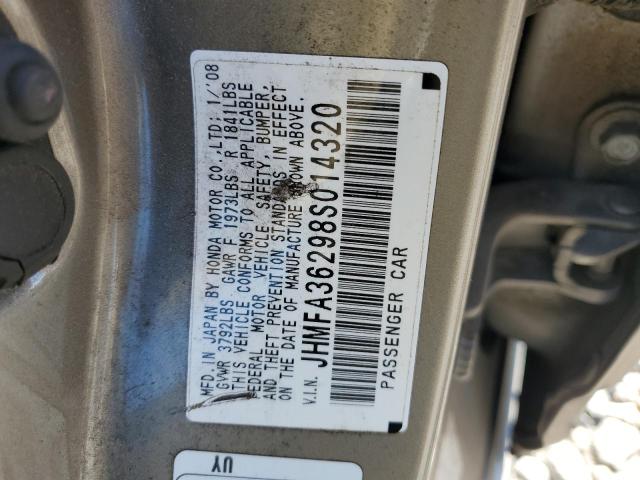 MFD. IN JAPAN BY HONDA MOTOR CO.,LTD; 1/'08
GVWR 3792LBS GAWR F 1973LBS R 1841LBS
THIS VEHICLE CONFORMS TO ALL APPLICABLE
FEDERAL MOTOR VEHICLE SAFETY, BUMPER,
AND THEFT PREVENTION STANDARDS IN EFFECT
ON THE DATE OF MANUFACTURE SHOWN ABOVE.
V.I.N. JHMFA36298S014320
PASSENGER CAR
UY